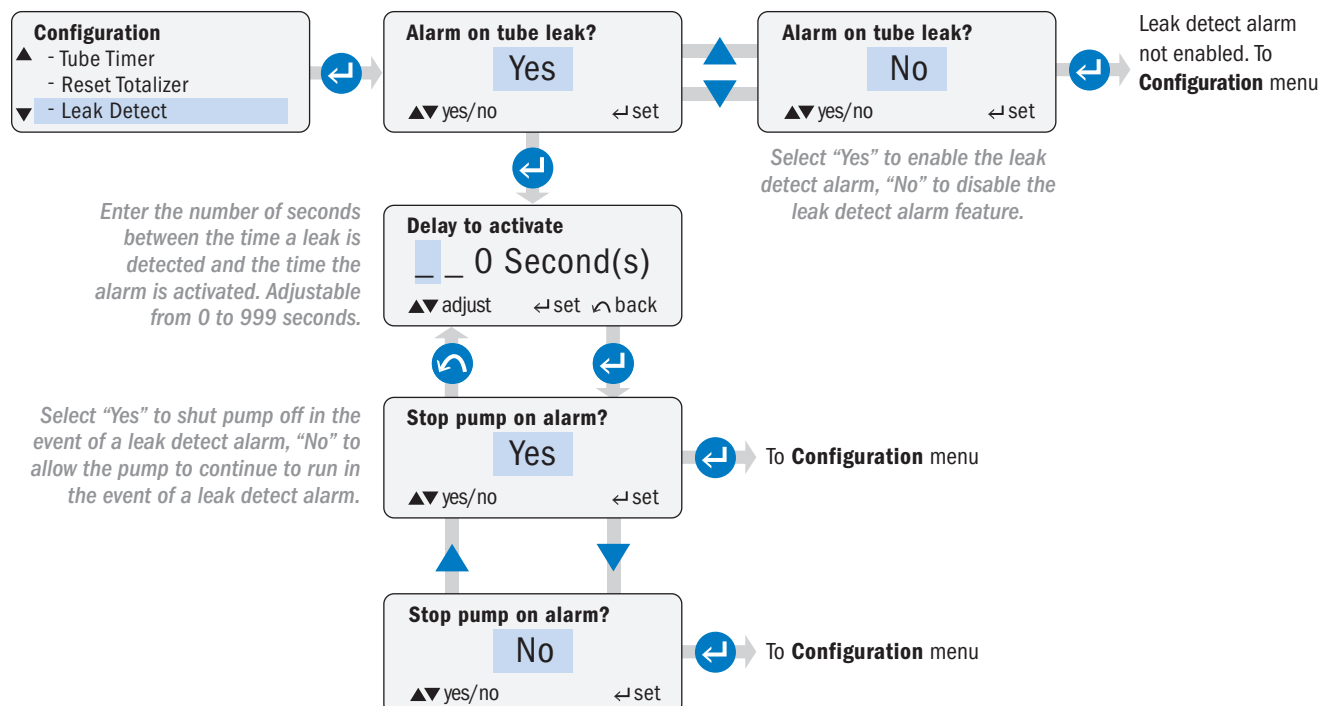 Configuration
▲ - Tube Timer
- Reset Totalizer
▼ - Leak Detect
Alarm on tube leak?
Yes
▲▼ yes/no ↵ set
Alarm on tube leak?
No
▲▼ yes/no ↵ set
Leak detect alarm
not enabled. To
Configuration menu
Select “Yes” to enable the leak
detect alarm, “No” to disable the
leak detect alarm feature.
Enter the number of seconds
between the time a leak is
detected and the time the
alarm is activated. Adjustable
from 0 to 999 seconds.
Delay to activate
_ _ 0 Second(s)
▲▼ adjust ↵ set ↶ back
Select “Yes” to shut pump off in the
event of a leak detect alarm, “No” to
allow the pump to continue to run in
the event of a leak detect alarm.
Stop pump on alarm?
Yes
▲▼ yes/no ↵ set
To Configuration menu
Stop pump on alarm?
No
▲▼ yes/no ↵ set
To Configuration menu